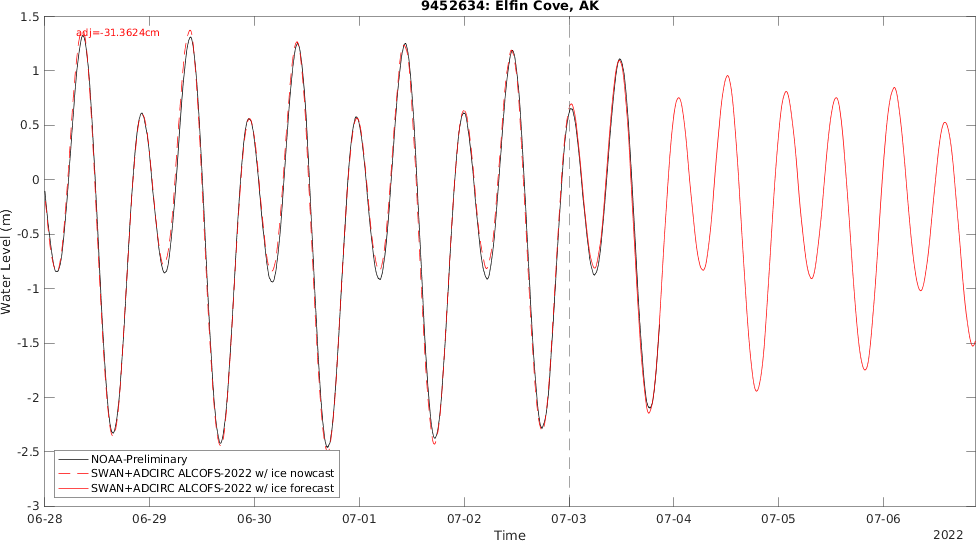 9452634: Elfin Cove, AK
adj=-31.3624cm
1.5
1
0.5
0
-0.5
-1
-1.5
-2
-2.5
-3
Water Level (m)
NOAA-Preliminary
SWAN+ADCIRC ALCOFS-2022 w/ ice nowcast
SWAN+ADCIRC ALCOFS-2022 w/ ice forecast
06-28 06-29 06-30 07-01 07-02 07-03 07-04 07-05 07-06
Time
2022